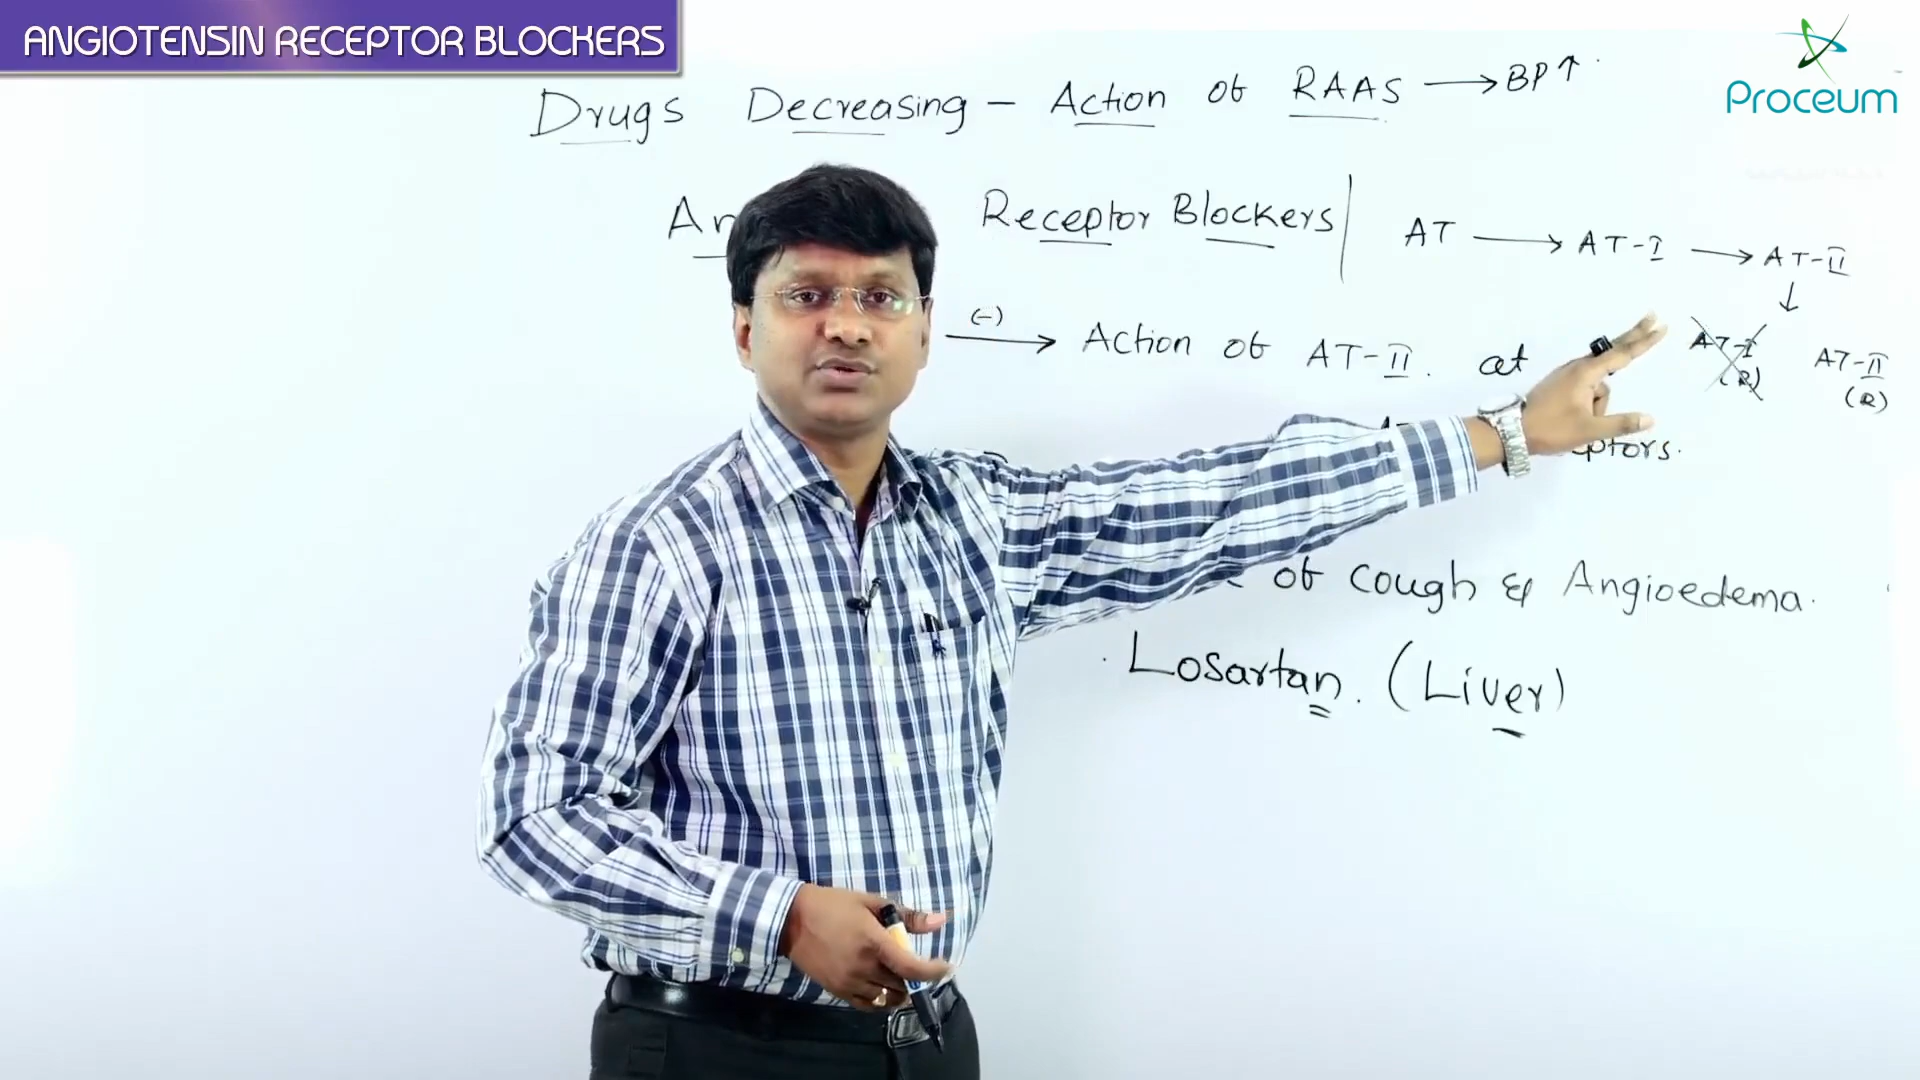 ANGIOTENSIN RECEPTOR BLOCKERS
Proceum
Drugs Decreasing - Action of RAAS → BP↑
Receptor Blockers
AT → AT-I → AT-II
↓
(-)
→ Action of AT-II. at
AT-I
(R)
AT-II
(R)
of cough & Angioedema.
Losartan. (Liver)